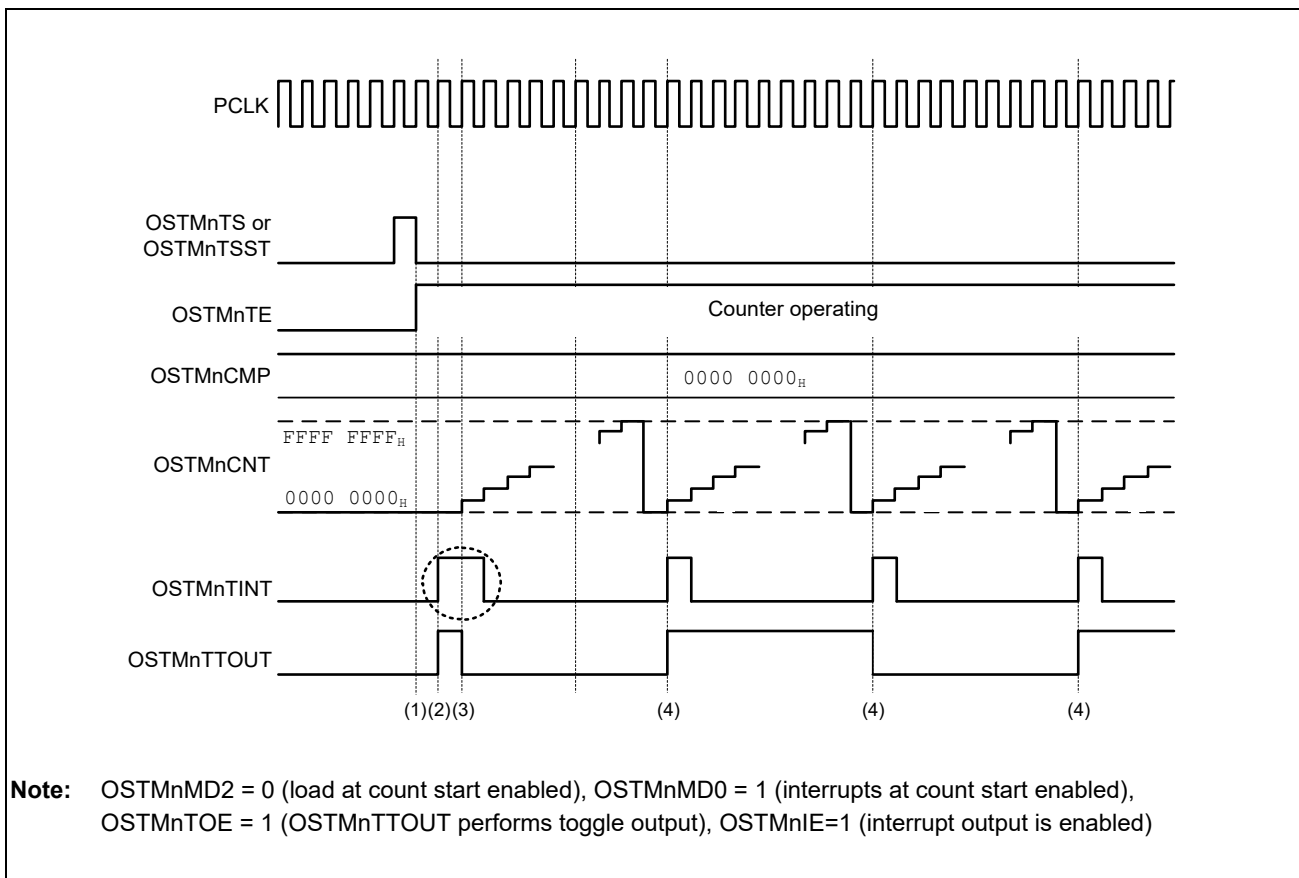 PCLK
OSTMnTS or
OSTMnTSST
OSTMnTE
Counter operating
OSTMnCMP
0000 0000H
FFFF FFFFH
OSTMnCNT
0000 0000H
OSTMnTINT
OSTMnTTOUT
(1)(2)(3) (4) (4) (4)
Note: OSTMnMD2 = 0 (load at count start enabled), OSTMnMD0 = 1 (interrupts at count start enabled),
OSTMnTOE = 1 (OSTMnTTOUT performs toggle output), OSTMnIE=1 (interrupt output is enabled)